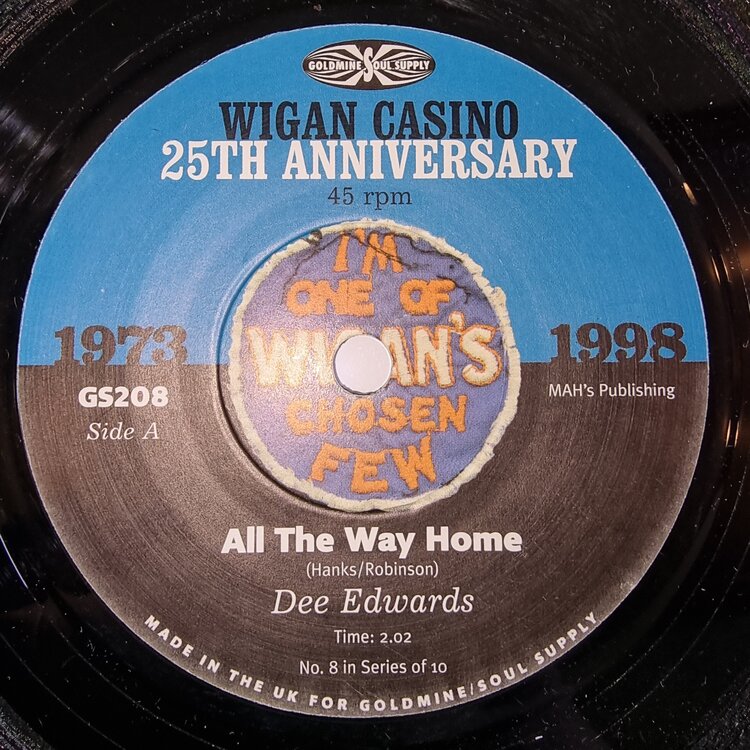 GOLDMINE SOUL SUPPLY
WIGAN CASINO
25TH ANNIVERSARY
45 rpm
I'M
ONE OF
WIGAN'S
CHOSEN
FEW
1973
1998
GS208
Side A
MAH's Publishing
All The Way Home
(Hanks/Robinson)
Dee Edwards
Time: 2.02
No. 8 in Series of 10
MADE IN THE UK FOR GOLDMINE/SOUL SUPPLY